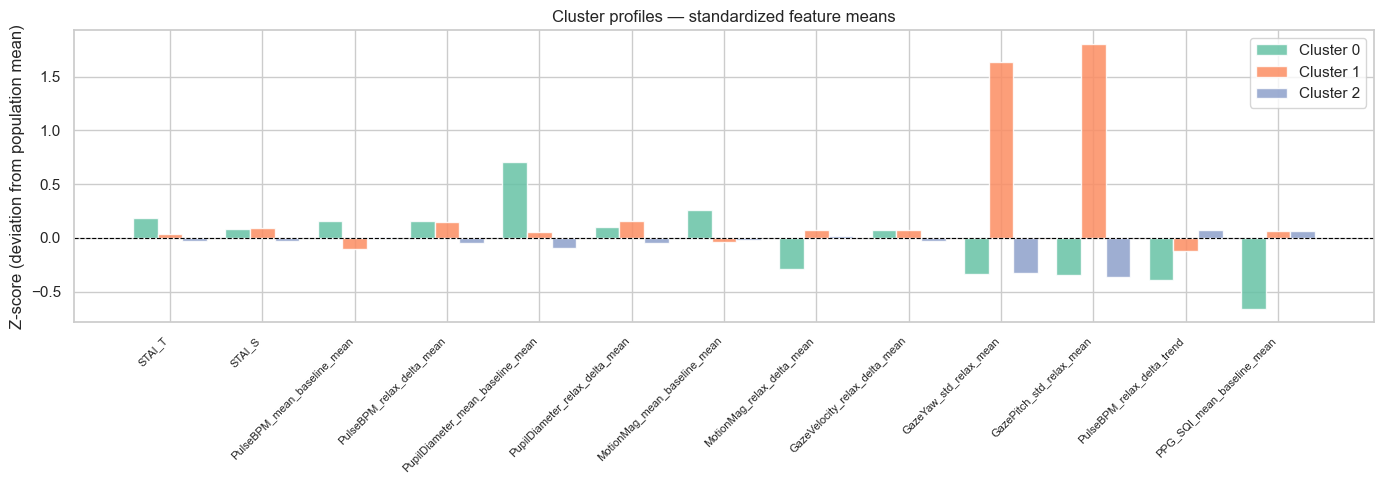 Cluster profiles — standardized feature means
Z-score (deviation from population mean)
1.5
1.0
0.5
0.0
−0.5
Cluster 0
Cluster 1
Cluster 2
STAI_T
STAI_S
PulseBPM_mean_baseline_mean
PulseBPM_relax_delta_mean
PupilDiameter_mean_baseline_mean
PupilDiameter_relax_delta_mean
MotionMag_mean_baseline_mean
MotionMag_relax_delta_mean
GazeVelocity_relax_delta_mean
GazeYaw_std_relax_mean
GazePitch_std_relax_mean
PulseBPM_relax_delta_trend
PPG_SQI_mean_baseline_mean